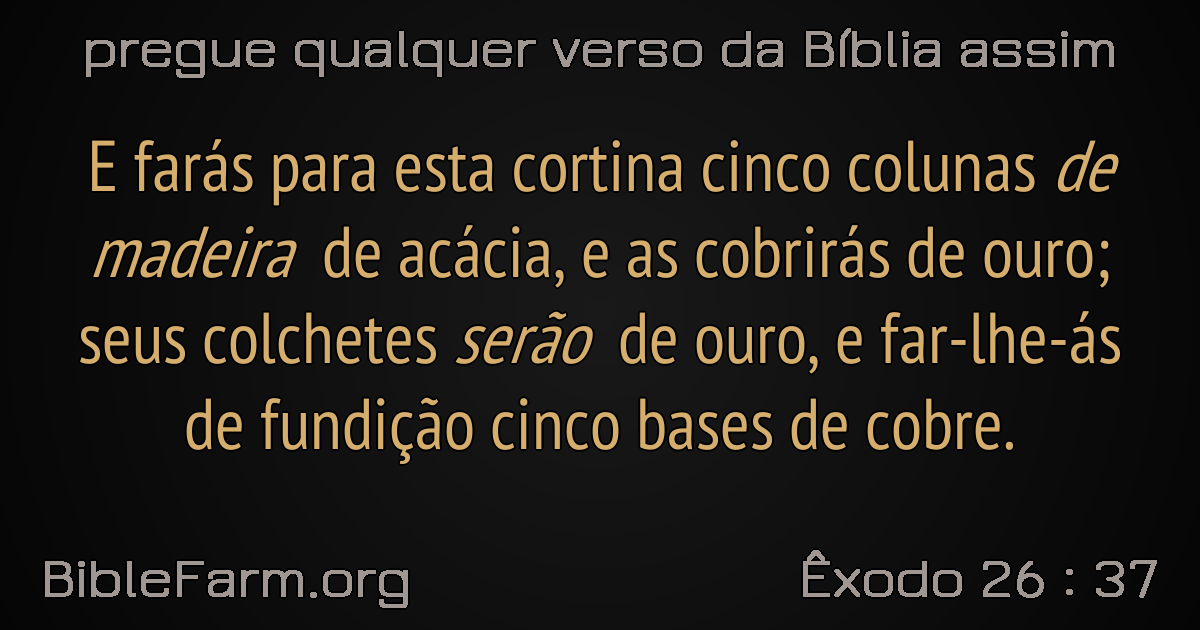 pregue qualquer verso da Bíblia assim
E farás para esta cortina cinco colunas de
madeira de acácia, e as cobrirás de ouro;
seus colchetes serão de ouro, e far-lhe-ás
de fundição cinco bases de cobre.
BibleFarm.org
Êxodo 26 : 37